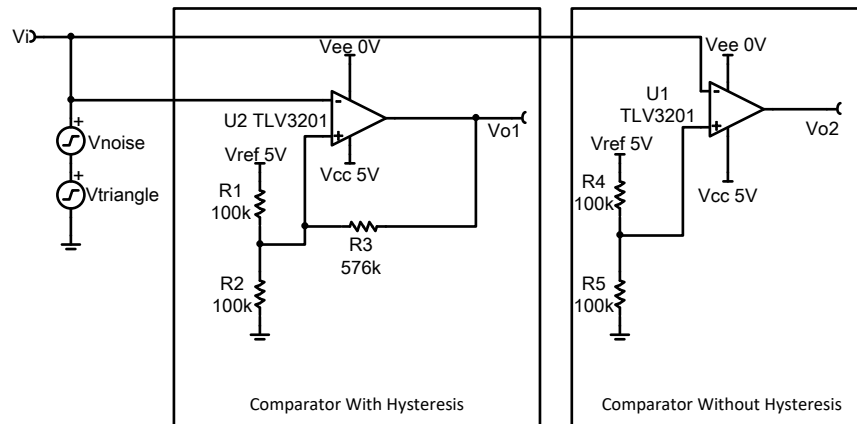 Vi
+
Vnoise
+
Vtriangle
Vee 0V
-
+
U2 TLV3201
Vcc 5V
Vo1
Vref 5V
R1
100k
R3
576k
R2
100k
Comparator With Hysteresis
Vee 0V
-
+
U1
TLV3201
Vcc 5V
Vo2
Vref 5V
R4
100k
R5
100k
Comparator Without Hysteresis